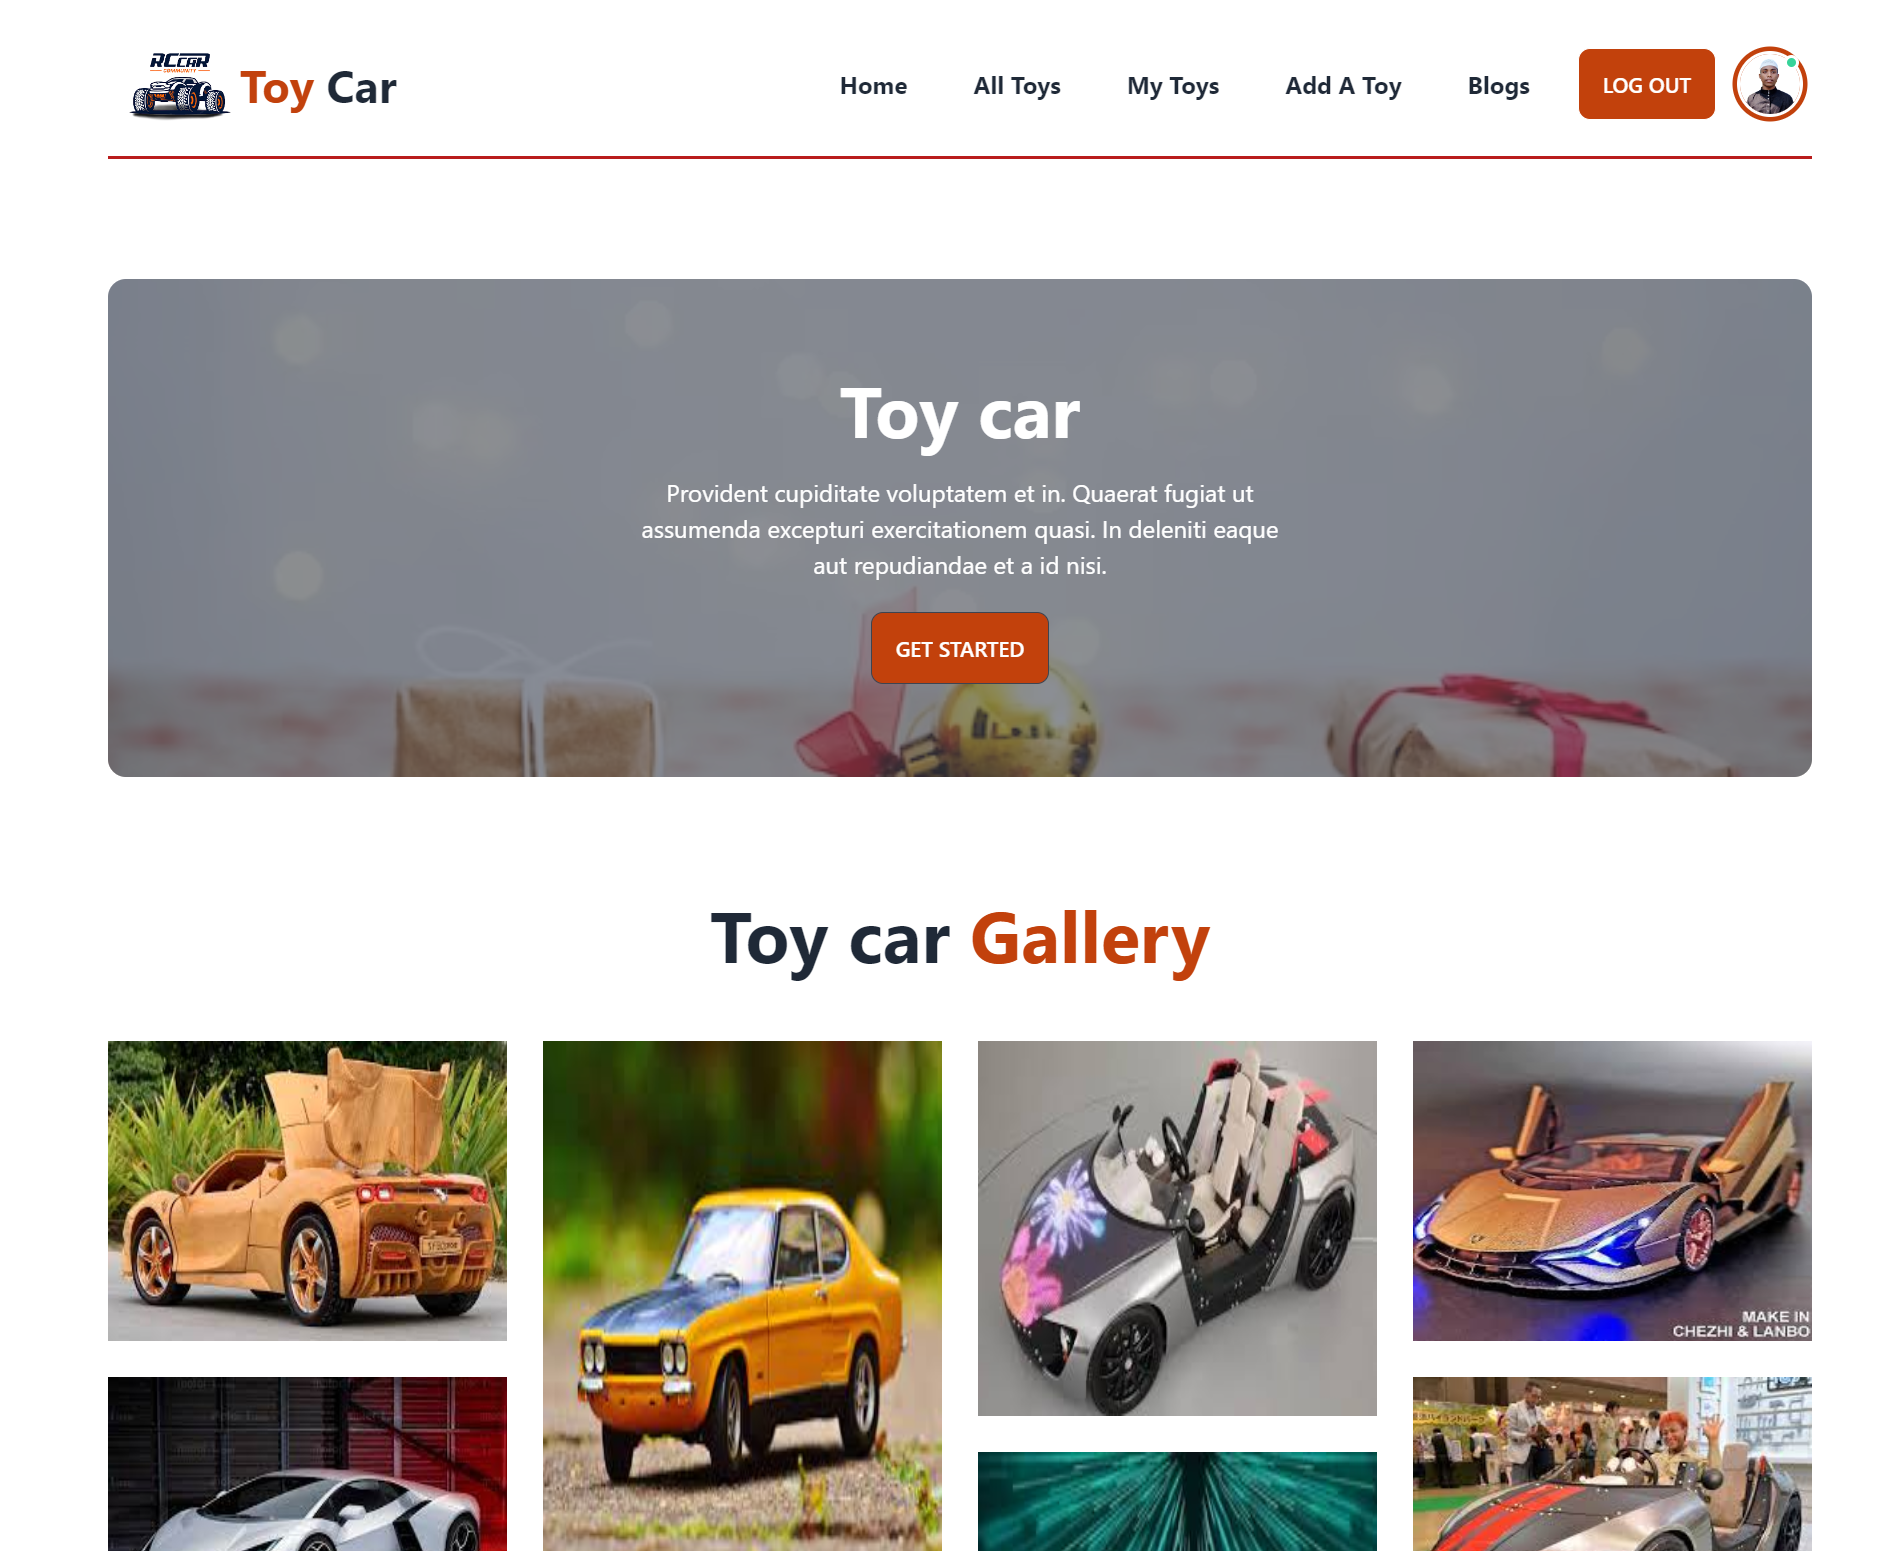 RCCAR
COMMUNITY
Toy Car
Home
All Toys
My Toys
Add A Toy
Blogs
LOG OUT
Toy car
Provident cupiditate voluptatem et in. Quaerat fugiat ut
assumenda excepturi exercitationem quasi. In deleniti eaque
aut repudiandae et a id nisi.
GET STARTED
Toy car Gallery
MAKE IN
CHEZHI & LANBO